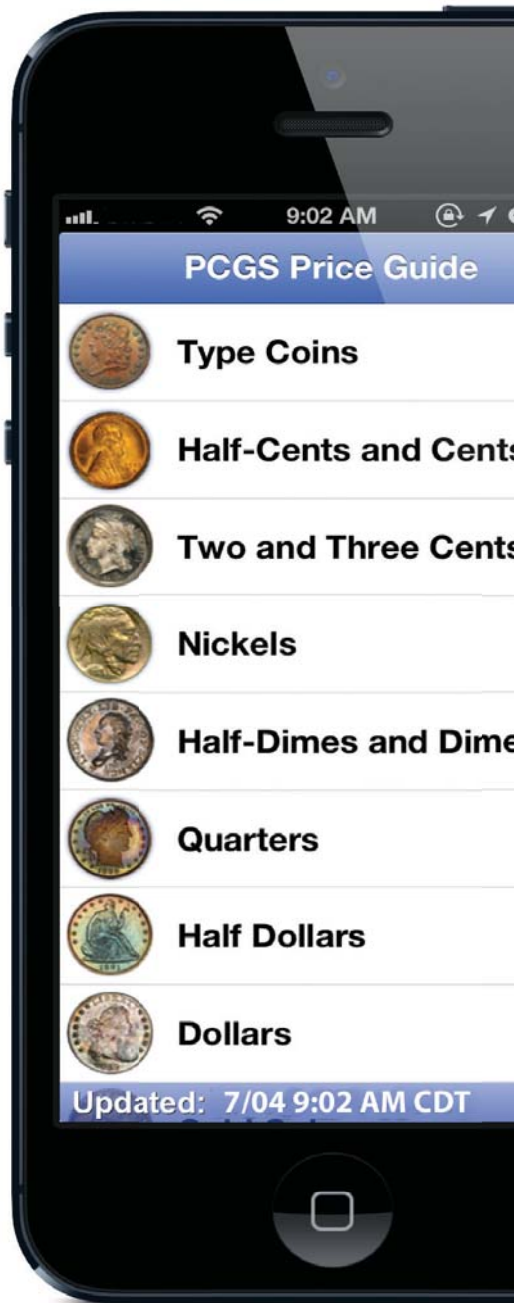 9:02 AM
PCGS Price Guide
Type Coins
Half-Cents and Cents
Two and Three Cents
Nickels
Half-Dimes and Dime
Quarters
Half Dollars
Dollars
Updated: 7/04 9:02 AM CDT